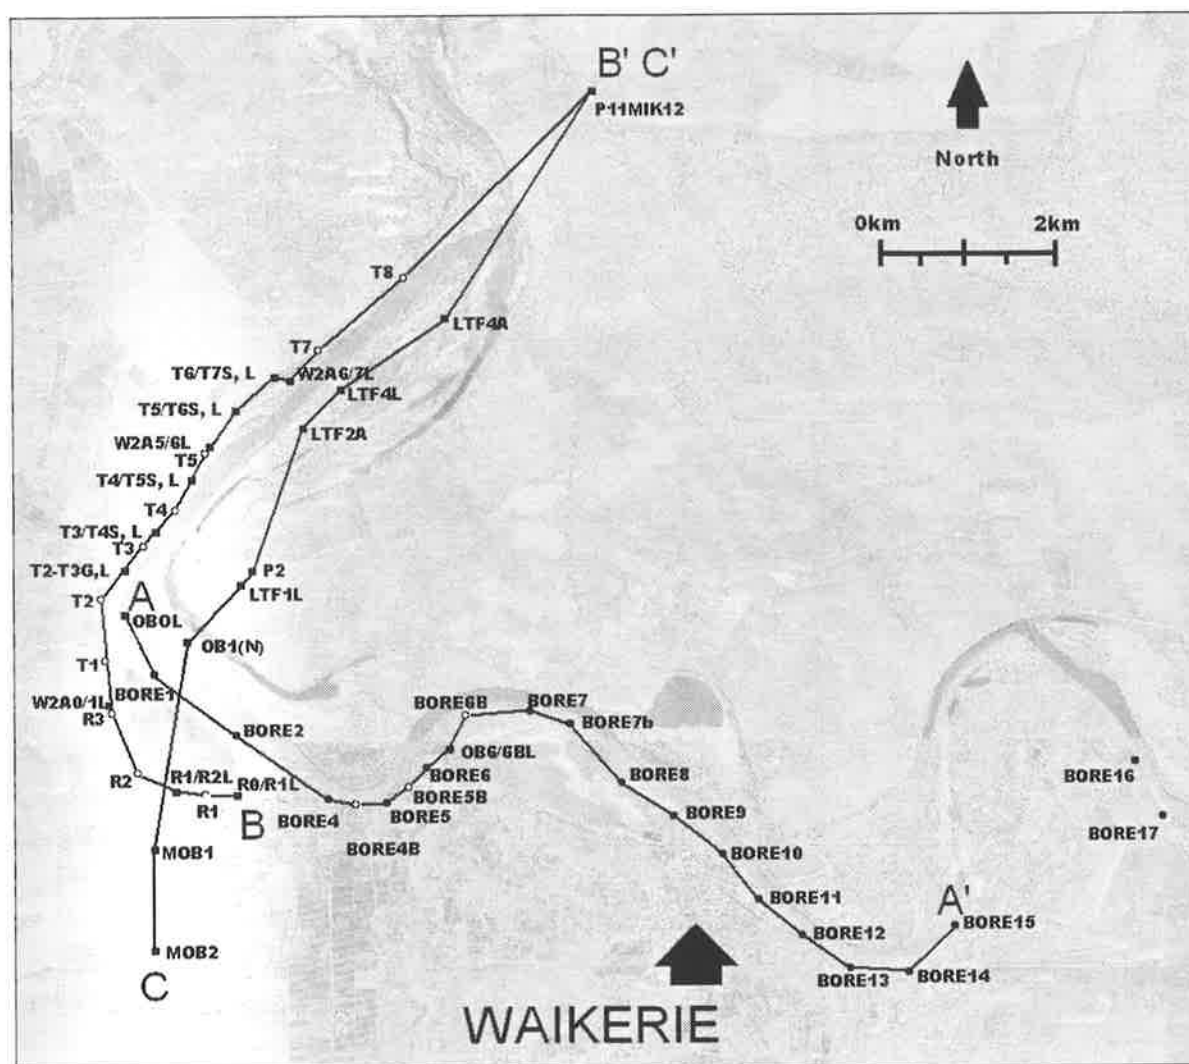 B' C'
P11MIK12
North
0km 2km
T8
LTF4A
T7
T6/T7S, L
W2A6/7L
LTF4L
T5/T6S, L
LTF2A
W2A5/6L
T5
T4/T5S, L
T4
T3/T4S, L
T3
T2-T3G,L
P2
LTF1L
T2
A
OBOL
OB1(N)
T1
BORE1
W2A0/1L
R3
BORE2
BORE6B
BORE7
BORE7b
OB6/6BL
BORE6
BORE16
R2
R1/R2L
R0/R1L
BORE8
BORE5B
R1
B
BORE4
BORE5
BORE9
BORE17
BORE4B
MOB1
BORE10
BORE11
A'
BORE15
BORE12
MOB2
BORE13
BORE14
C
WAIKERIE